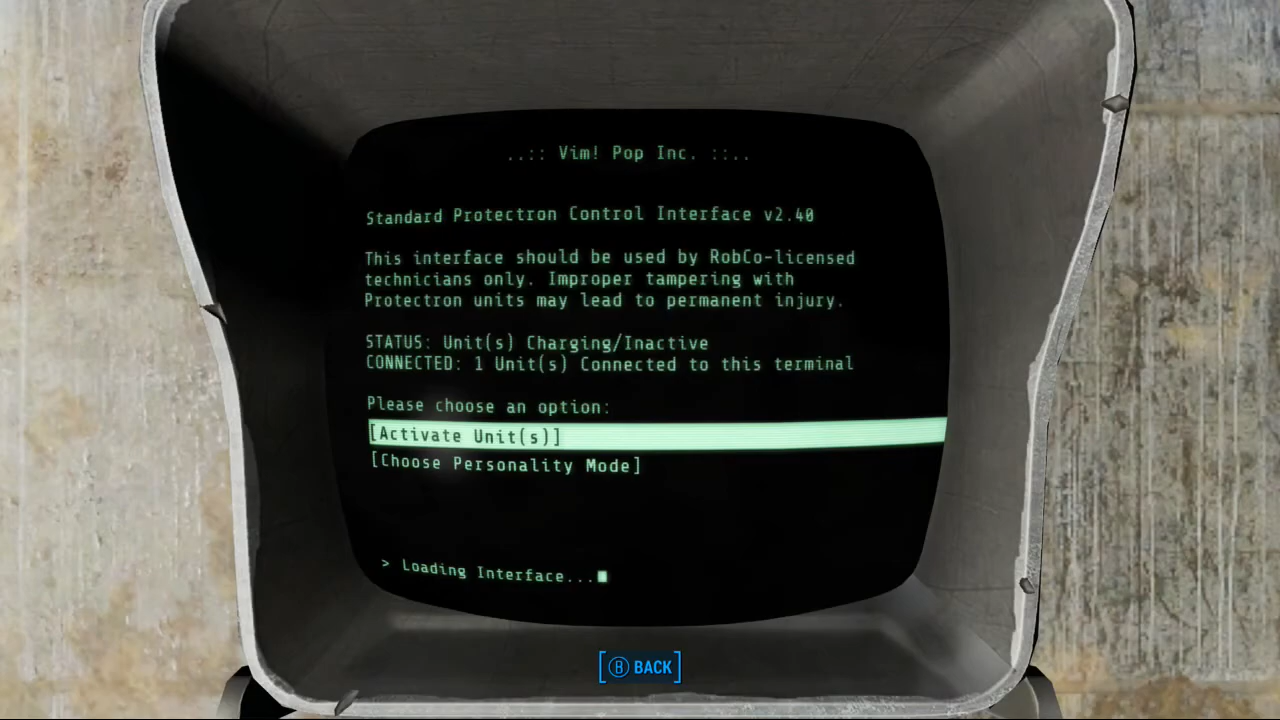 ..:: Vim! Pop Inc. ::..
Standard Protectron Control Interface v2.40
This interface should be used by RobCo-licensed
technicians only. Improper tampering with
Protectron units may lead to permanent injury.
STATUS: Unit(s) Charging/Inactive
CONNECTED: 1 Unit(s) Connected to this terminal
Please choose an option:
[Activate Unit(s)]
[Choose Personality Mode]
> Loading Interface...
[Ⓑ BACK]